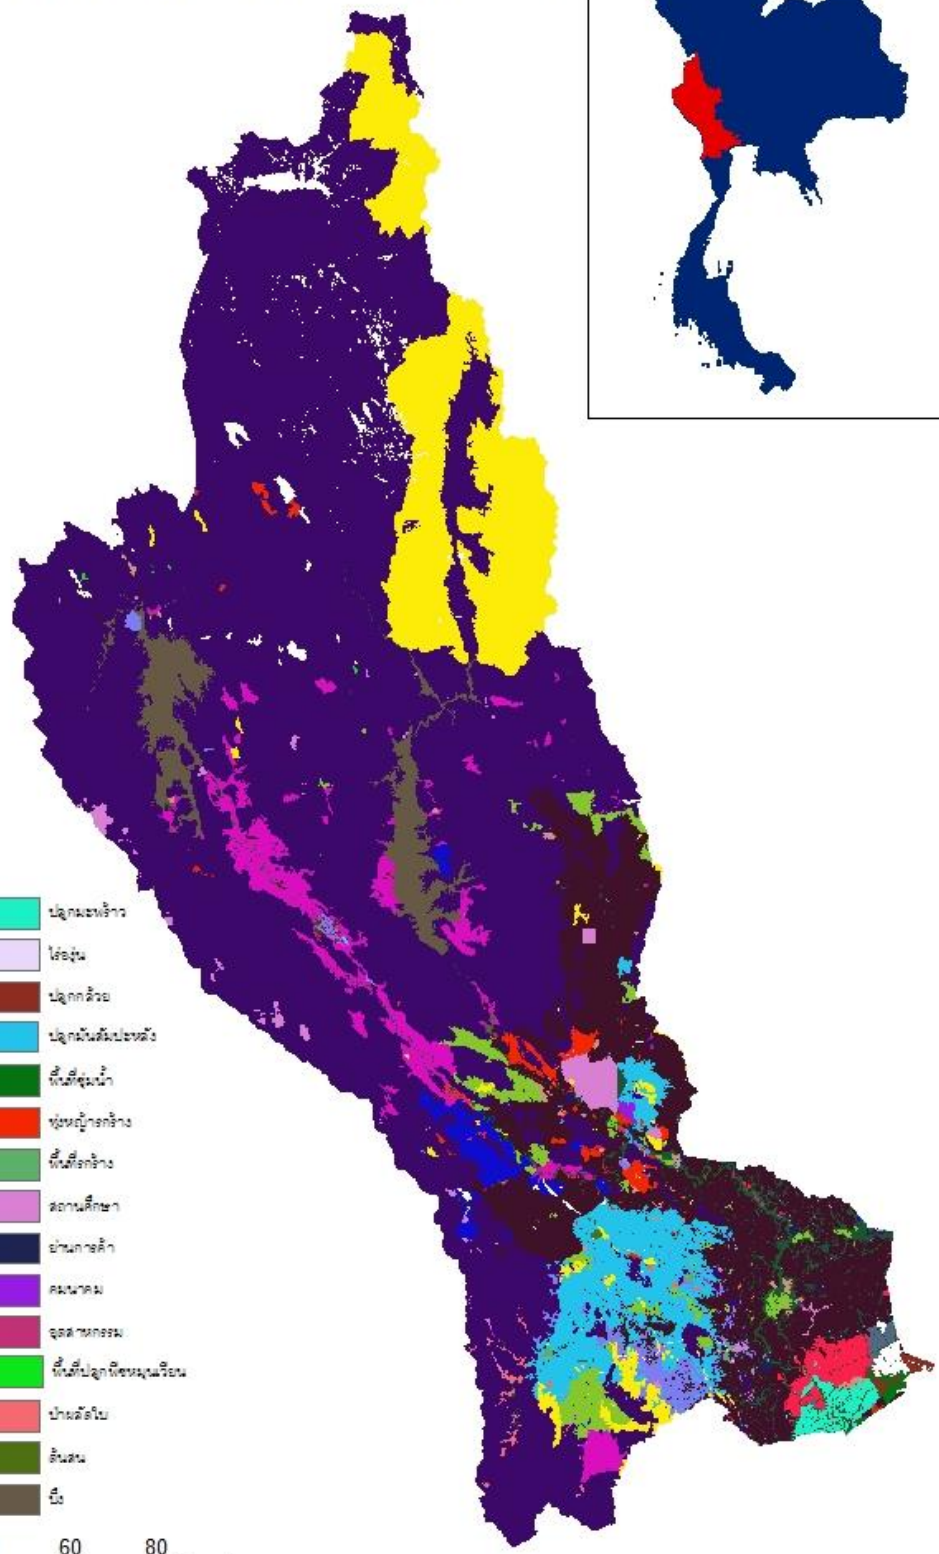 ปลูกมะพร้าว
ไร่องุ่น
ปลูกกล้วย
ปลูกมันสัมปะหลัง
พื้นที่ชุ่มน้ำ
ทุ่งหญ้ารกร้าง
พื้นที่รกร้าง
สถานศึกษา
ย่านการค้า
คมนาคม
อุตสาหกรรม
พื้นที่ปลูกพืชหมุนเวียน
ป่าผลัดใบ
ต้นสน
บึง
60 80